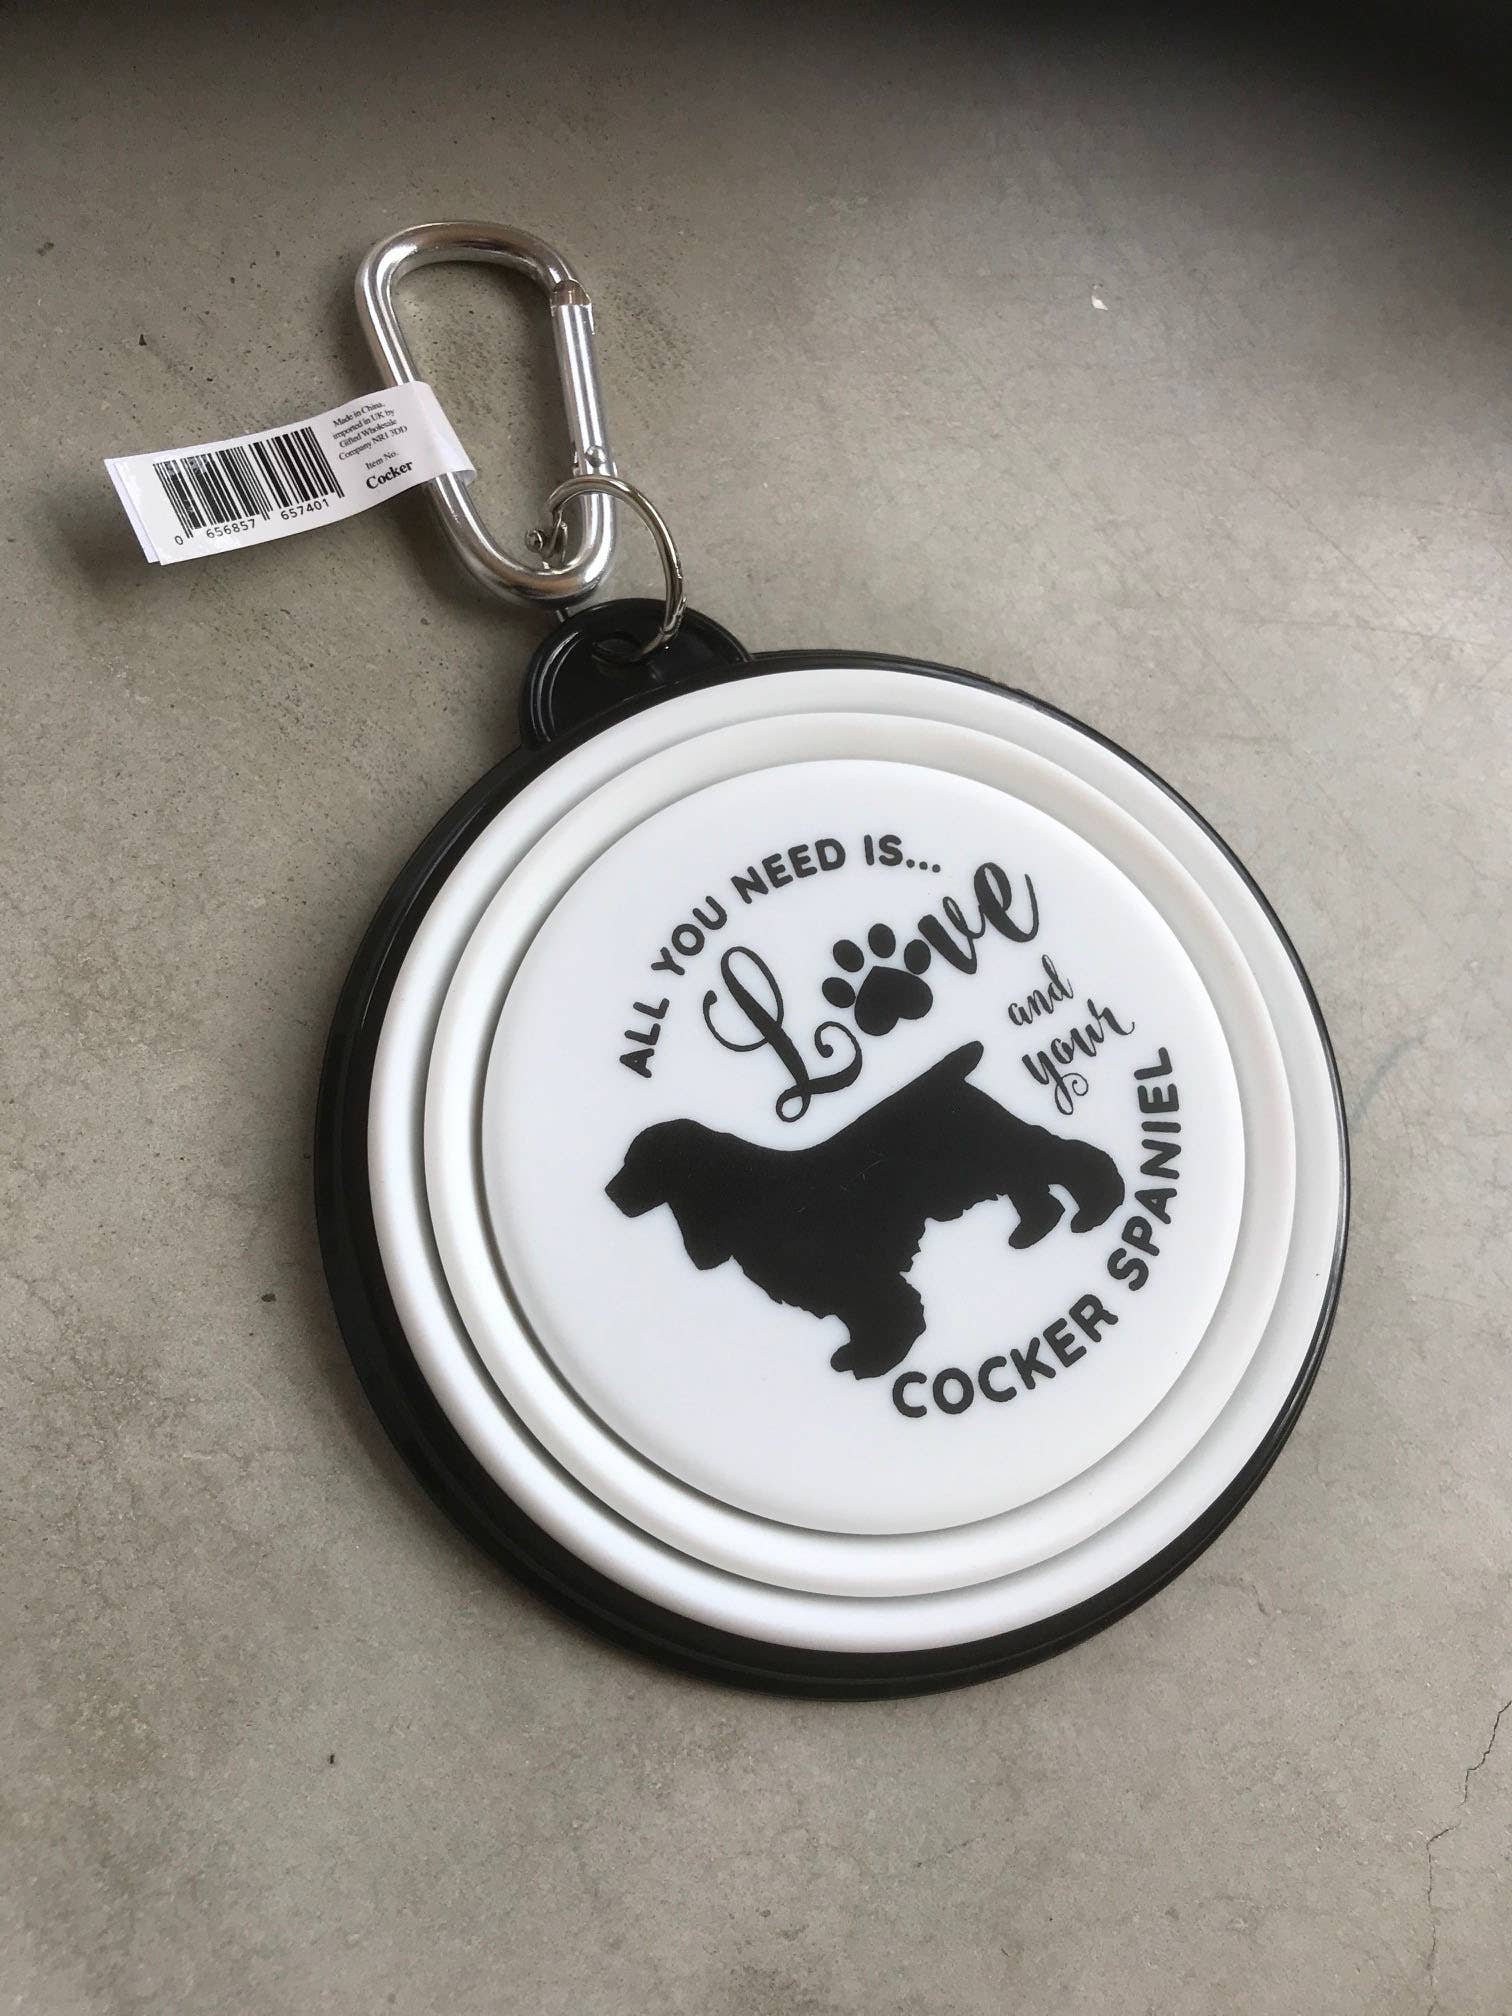 Made in China,
imported in UK by
Gifted Wholesale
Company NR1 3DD
Item No.
Cocker
0 656857 657401
ALL YOU NEED IS...
Love
and
your
COCKER SPANIEL